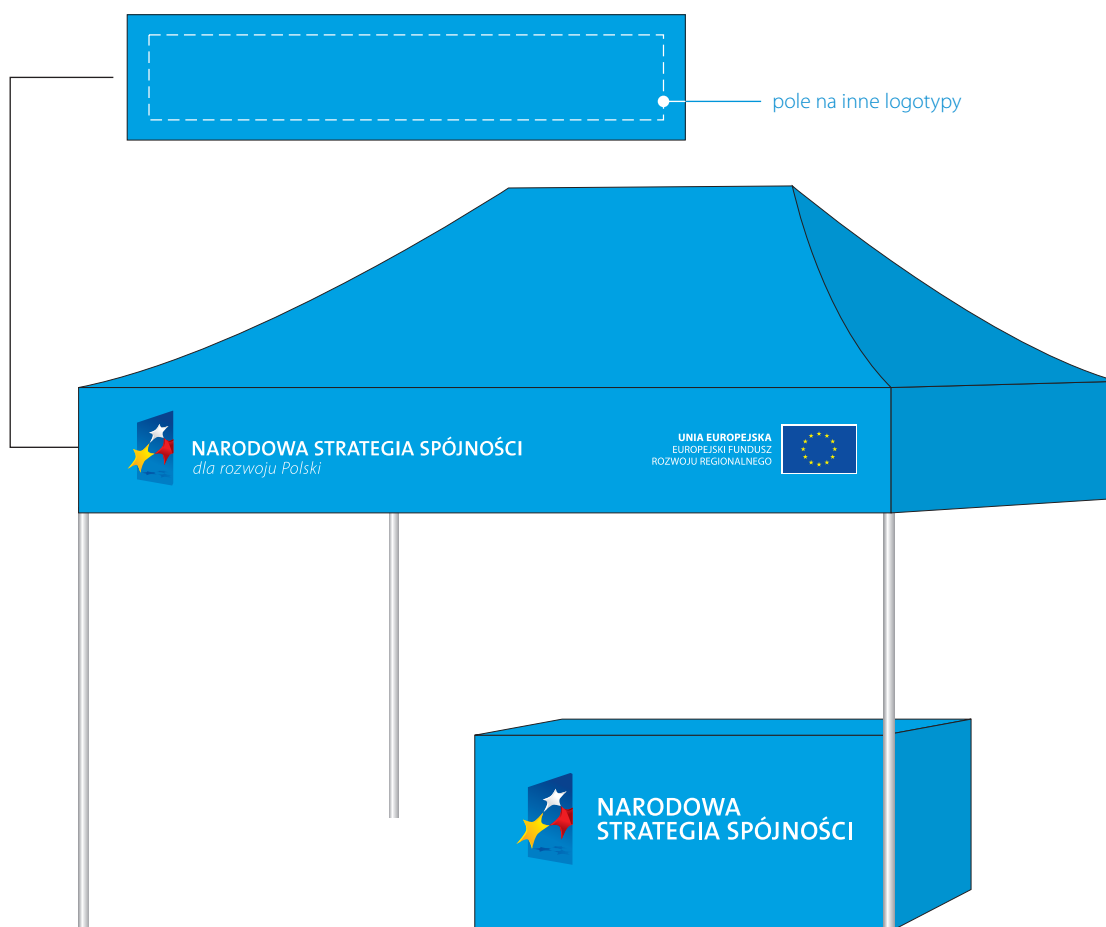 pole na inne logotypy
NARODOWA STRATEGIA SPÓJNOŚCI
dla rozwoju Polski
UNIA EUROPEJSKA
EUROPEJSKI FUNDUSZ
ROZWOJU REGIONALNEGO
NARODOWA
STRATEGIA SPÓJNOŚCI